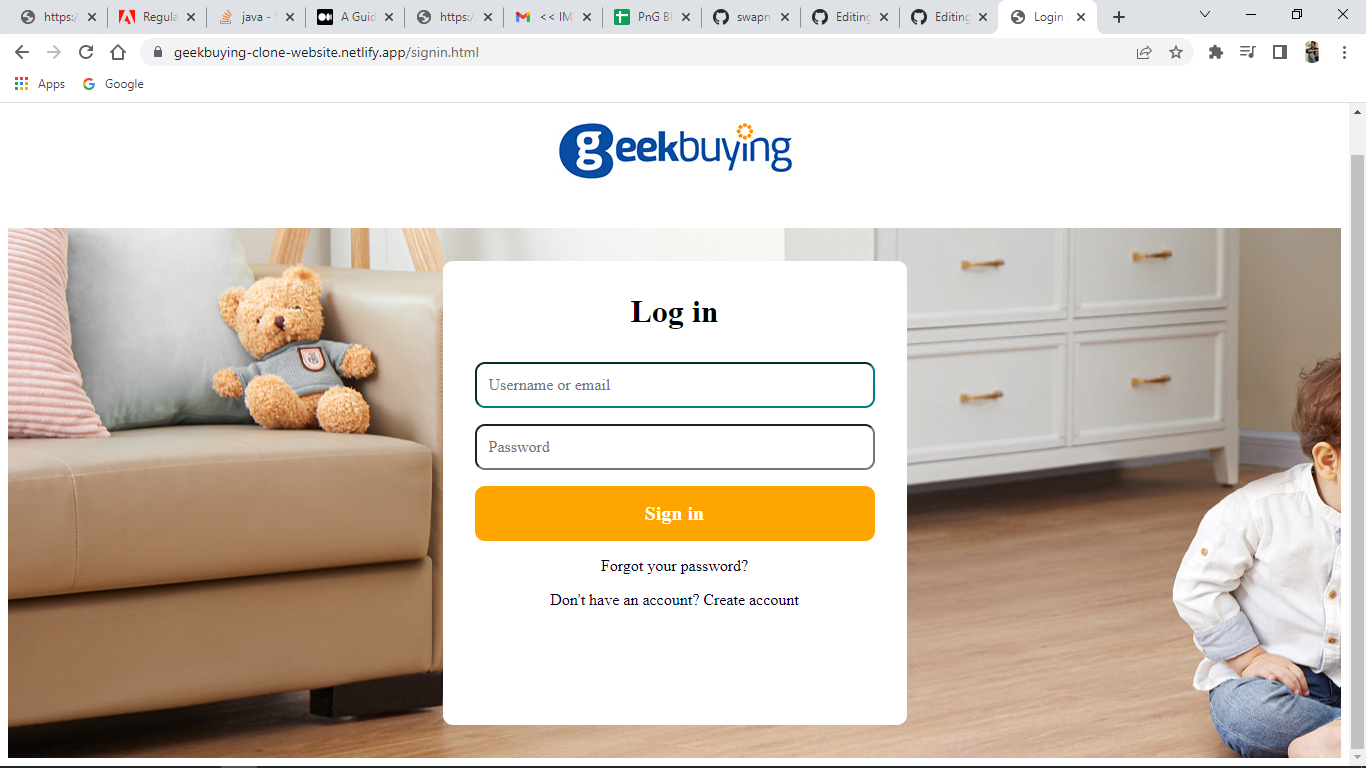 https:/
Regula
java -
A Guid
https:/
<< IM
PnG Bl
swapn
Editing
Editing
Login
geekbuying-clone-website.netlify.app/signin.html
Apps
Google
geekbuying
Log in
Username or email
Password
Sign in
Forgot your password?
Don't have an account? Create account